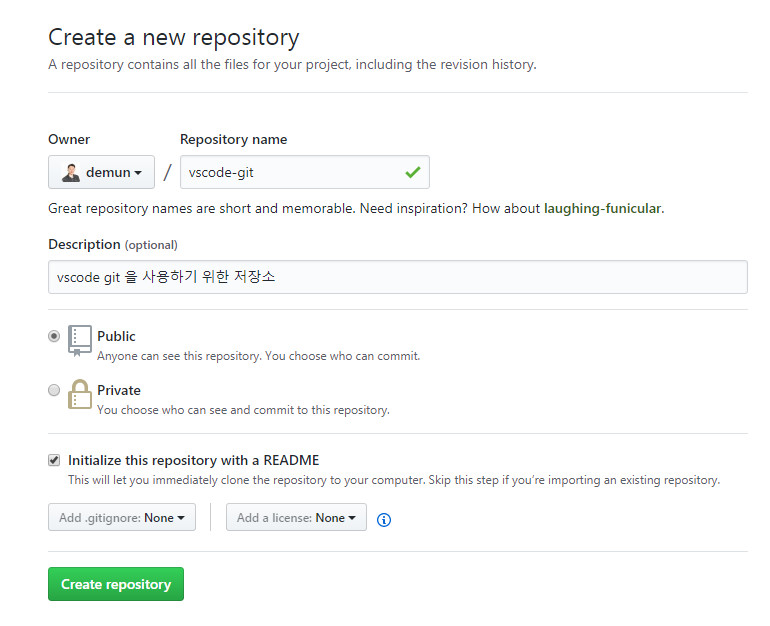 Create a new repository
A repository contains all the files for your project, including the revision history.
Owner
Repository name
demun
/
vscode-git
Great repository names are short and memorable. Need inspiration? How about laughing-funicular.
Description (optional)
vscode git 을 사용하기 위한 저장소
Public
Anyone can see this repository. You choose who can commit.
Private
You choose who can see and commit to this repository.
Initialize this repository with a README
This will let you immediately clone the repository to your computer. Skip this step if you're importing an existing repository.
Add .gitignore: None
Add a license: None
Create repository